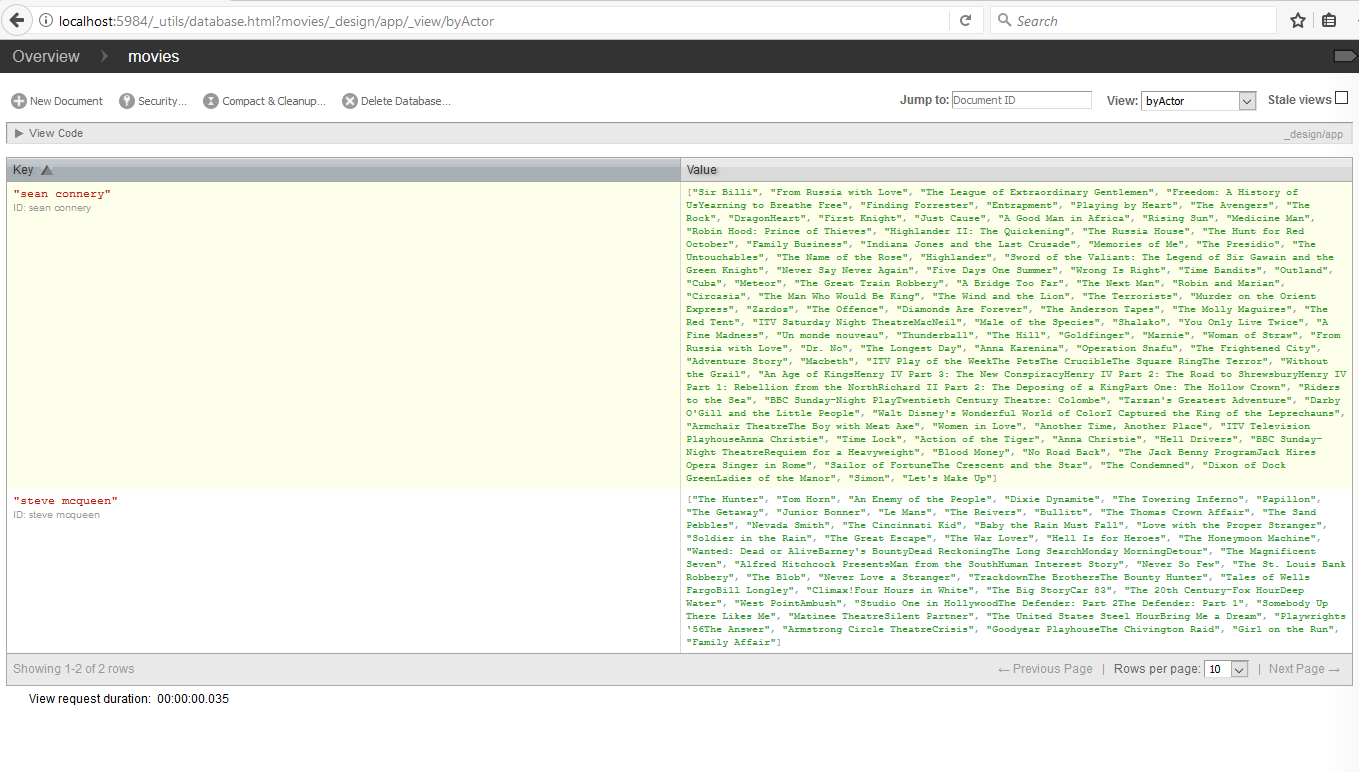 localhost:5984/_utils/database.html?movies/_design/app/_view/byActor
Search
Overview
movies
New Document
Security...
Compact & Cleanup...
Delete Database...
Jump to: Document ID
View: byActor
Stale views
View Code
_design/app
Key
Value
"sean connery"
ID: sean connery
["Sir Billi", "From Russia with Love", "The League of Extraordinary Gentlemen", "Freedom: A History of
UsYearning to Breathe Free", "Finding Forrester", "Entrapment", "Playing by Heart", "The Avengers", "The
Rock", "DragonHeart", "First Knight", "Just Cause", "A Good Man in Africa", "Rising Sun", "Medicine Man",
"Robin Hood: Prince of Thieves", "Highlander II: The Quickening", "The Russia House", "The Hunt for Red
October", "Family Business", "Indiana Jones and the Last Crusade", "Memories of Me", "The Presidio", "The
Untouchables", "The Name of the Rose", "Highlander", "Sword of the Valiant: The Legend of Sir Gawain and the
Green Knight", "Never Say Never Again", "Five Days One Summer", "Wrong Is Right", "Time Bandits", "Outland",
"Cuba", "Meteor", "The Great Train Robbery", "A Bridge Too Far", "The Next Man", "Robin and Marian",
"Circasia", "The Man Who Would Be King", "The Wind and the Lion", "The Terrorists", "Murder on the Orient
Express", "Zardoz", "The Offence", "Diamonds Are Forever", "The Anderson Tapes", "The Molly Maguires", "The
Red Tent", "ITV Saturday Night TheatreMacNeil", "Male of the Species", "Shalako", "You Only Live Twice", "A
Fine Madness", "Un monde nouveau", "Thunderball", "The Hill", "Goldfinger", "Marnie", "Woman of Straw", "From
Russia with Love", "Dr. No", "The Longest Day", "Anna Karenina", "Operation Snafu", "The Frightened City",
"Adventure Story", "Macbeth", "ITV Play of the WeekThe PetsThe CrucibleThe Square RingThe Terror", "Without
the Grail", "An Age of KingsHenry IV Part 3: The New ConspiracyHenry IV Part 2: The Road to ShrewsburyHenry IV
Part 1: Rebellion from the NorthRichard II Part 2: The Deposing of a KingPart One: The Hollow Crown", "Riders
to the Sea", "BBC Sunday-Night PlayTwentieth Century Theatre: Colombe", "Tarzan's Greatest Adventure", "Darby
O'Gill and the Little People", "Walt Disney's Wonderful World of ColorI Captured the King of the Leprechauns",
"Armchair TheatreThe Boy with Meat Axe", "Women in Love", "Another Time, Another Place", "ITV Television
PlayhouseAnna Christie", "Time Lock", "Action of the Tiger", "Anna Christie", "Hell Drivers", "BBC Sunday-
Night TheatreRequiem for a Heavyweight", "Blood Money", "No Road Back", "The Jack Benny ProgramJack Hires
Opera Singer in Rome", "Sailor of FortuneThe Crescent and the Star", "The Condemned", "Dixon of Dock
GreenLadies of the Manor", "Simon", "Let's Make Up"]
"steve mcqueen"
ID: steve mcqueen
["The Hunter", "Tom Horn", "An Enemy of the People", "Dixie Dynamite", "The Towering Inferno", "Papillon",
"The Getaway", "Junior Bonner", "Le Mans", "The Reivers", "Bullitt", "The Thomas Crown Affair", "The Sand
Pebbles", "Nevada Smith", "The Cincinnati Kid", "Baby the Rain Must Fall", "Love with the Proper Stranger",
"Soldier in the Rain", "The Great Escape", "The War Lover", "Hell Is for Heroes", "The Honeymoon Machine",
"Wanted: Dead or AliveBarney's BountyDead ReckoningThe Long SearchMonday MorningDetour", "The Magnificent
Seven", "Alfred Hitchcock PresentsMan from the SouthHuman Interest Story", "Never So Few", "The St. Louis Bank
Robbery", "The Blob", "Never Love a Stranger", "TrackdownThe BrothersThe Bounty Hunter", "Tales of Wells
FargoBill Longley", "Climax!Four Hours in White", "The Big StoryCar 83", "The 20th Century-Fox HourDeep
Water", "West PointAmbush", "Studio One in HollywoodThe Defender: Part 2The Defender: Part 1", "Somebody Up
There Likes Me", "Matinee TheatreSilent Partner", "The United States Steel HourBring Me a Dream", "Playwrights
'56The Answer", "Armstrong Circle TheatreCrisis", "Goodyear PlayhouseThe Chivington Raid", "Girl on the Run",
"Family Affair"]
Showing 1-2 of 2 rows
← Previous Page | Rows per page: 10 | Next Page →
View request duration: 00:00:00.035